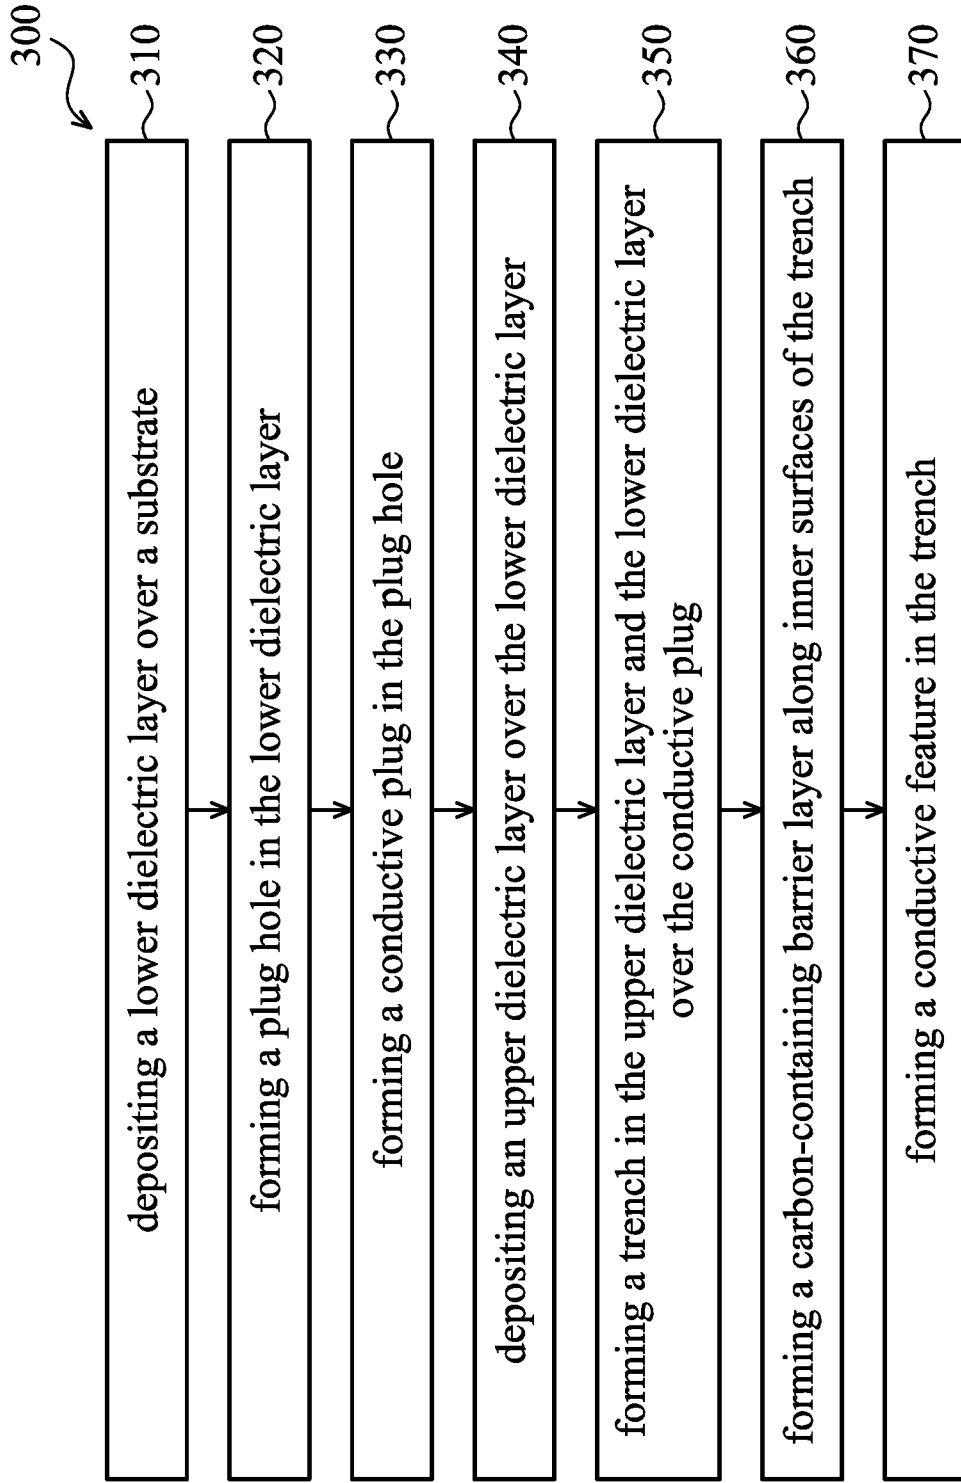 300
depositing a lower dielectric layer over a substrate
310
forming a plug hole in the lower dielectric layer
320
forming a conductive plug in the plug hole
330
depositing an upper dielectric layer over the lower dielectric layer
340
forming a trench in the upper dielectric layer and the lower dielectric layer
over the conductive plug
350
forming a carbon-containing barrier layer along inner surfaces of the trench
360
forming a conductive feature in the trench
370